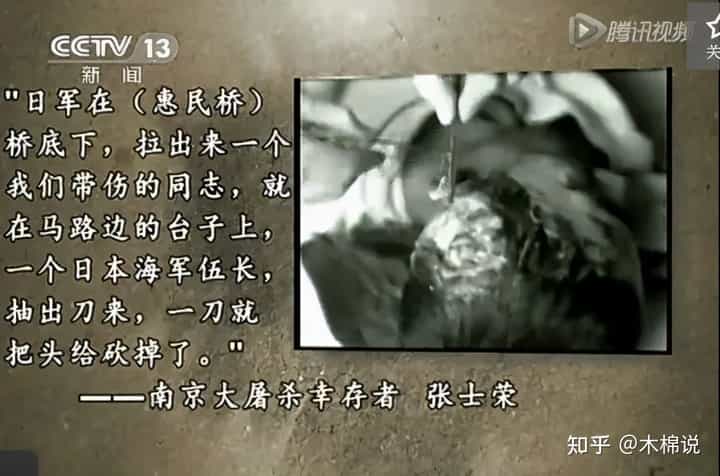 CCTV 13
新闻
腾讯视频
关
"日军在（惠民桥）
桥底下，拉出来一个
我们带伤的同志，就
在马路边的台子上，
一个日本海军伍长，
抽出刀来，一刀就
把头给砍掉了。"
——南京大屠杀幸存者 张士荣
知乎 @木棉说